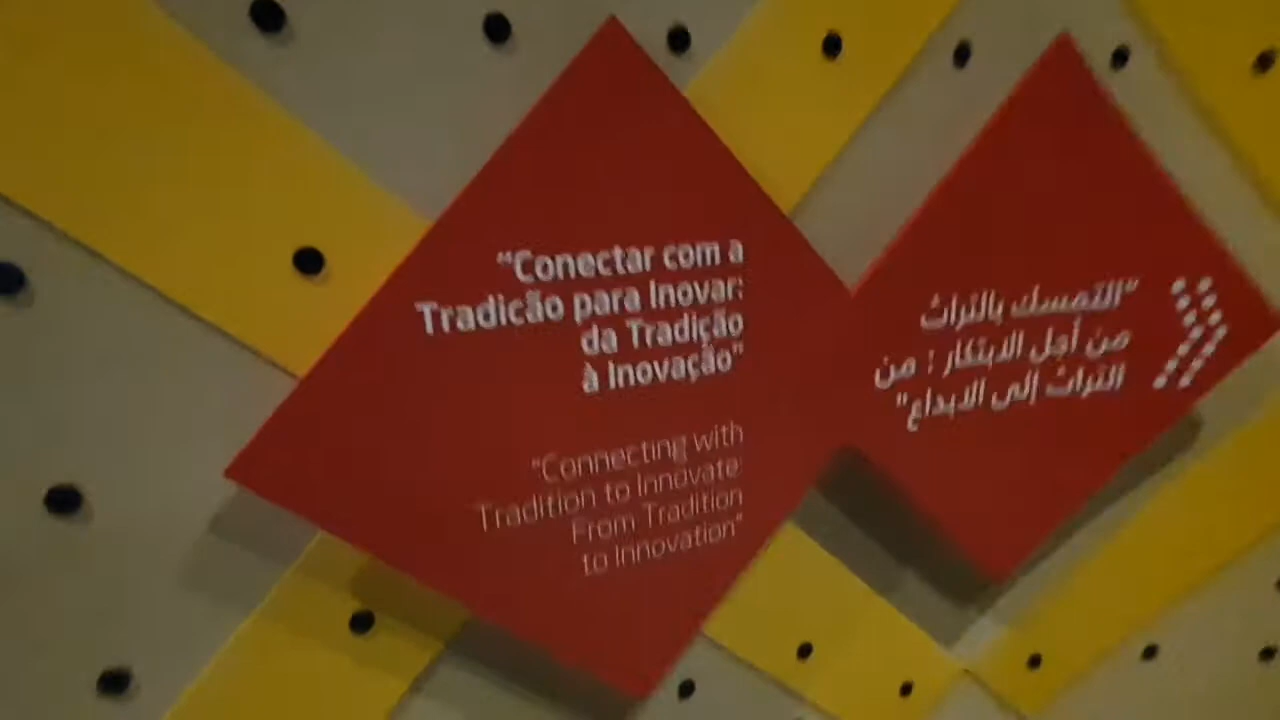 "Conectar com a
Tradicão para Inovar:
da Tradição
à Inovação"
"Connecting with
Tradition to Innovate:
From Tradition
to Innovation"
"التمسك بالتراث
من أجل الابتكار : من
التراث إلى الابداع"